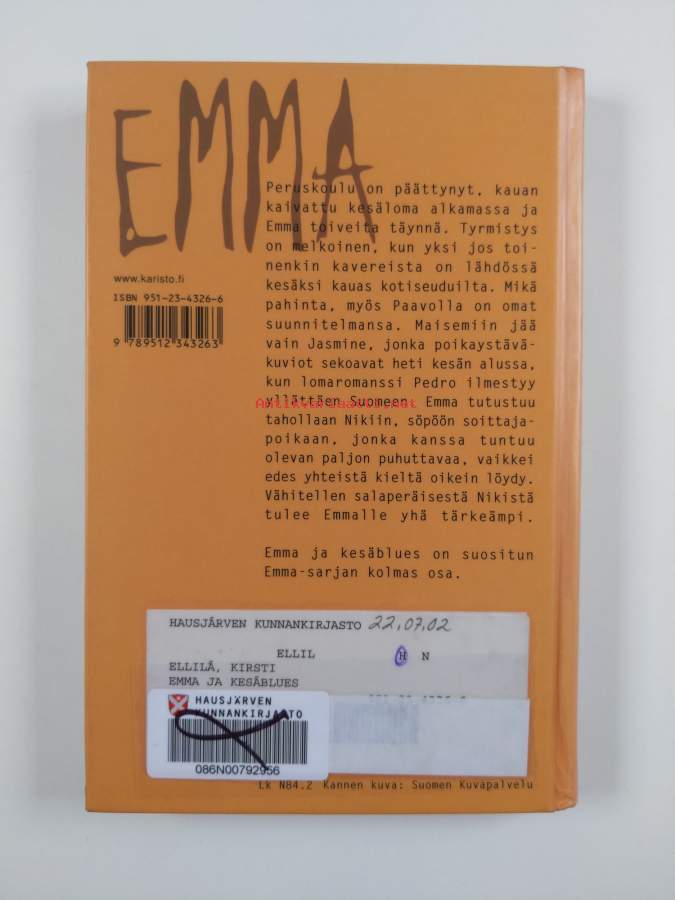 EMMA
Peruskoulu on päättynyt, kauan
kaivattu kesäloma alkamassa ja
Emma toiveita täynnä. Tyrmistys
on melkoinen, kun yksi jos toi-
nenkin kavereista on lähdössä
kesäksi kauas kotiseuduilta. Mikä
pahinta, myös Paavolla on omat
suunnitelmansa. Maisemiin jää
vain Jasmine, jonka poikaystävä-
kuviot sekoavat heti kesän alussa,
kun lomaromanssi Pedro ilmestyy
yllättäen Suomeen. Emma tutustuu
tahollaan Nikiin, söpöön soittaja-
poikaan, jonka kanssa tuntuu
olevan paljon puhuttavaa, vaikkei
edes yhteistä kieltä oikein löydy.
Vähitellen salaperäisestä Nikistä
tulee Emmalle yhä tärkeämpi.
Emma ja kesäblues on suositun
Emma-sarjan kolmas osa.
www.karisto.fi
ISBN 951-23-4326-6
9 789512 343263
Antikvariaattori.net
HAUSJÄRVEN KUNNANKIRJASTO 22.07.02
ELLIL H N
ELLILÄ, KIRSTI
EMMA JA KESÄBLUES
HAUSJÄRVEN
KUNNANKIRJASTO
086N00792956
Lk N84.2 Kannen kuva: Suomen Kuvapalvelu